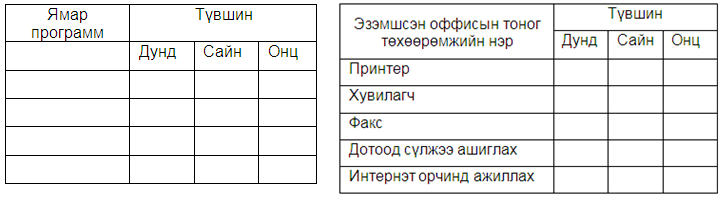 Ямар Түвшин
программ
Дунд Сайн Онц
Эзэмшсэн оффисын тоног Түвшин
төхөөрөмжийн нэр Дунд Сайн Онц
Принтер
Хувилагч
Факс
Дотоод сүлжээ ашиглах
Интернэт орчинд ажиллах